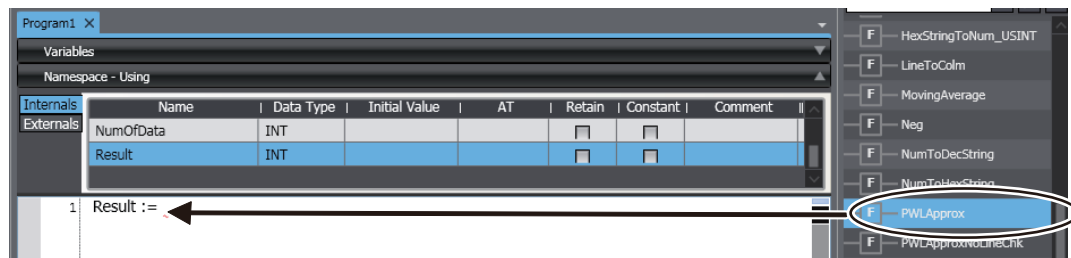 Program1
Variables
Namespace - Using
Internals
Externals
Name Data Type Initial Value AT Retain Constant Comment
NumOfData INT
Result INT
1 Result :=
F HexStringToNum_USINT
F LineToColm
F MovingAverage
F Neg
F NumToDecString
F NumToHexString
F PWLApprox
F PWLApproxNoLineChk